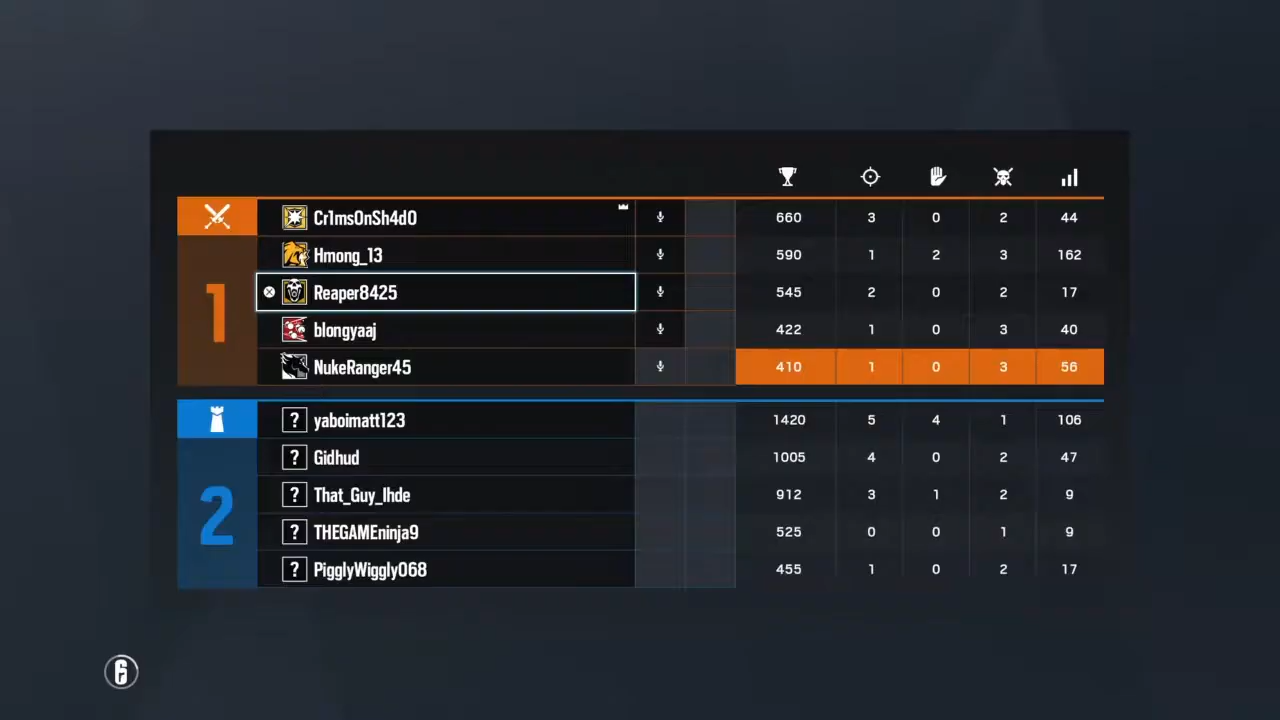 Cr1ms0nSh4d0 660 3 0 2 44
Hmong_13 590 1 2 3 162
1 Reaper8425 545 2 0 2 17
blongyaaj 422 1 0 3 40
NukeRanger45 410 1 0 3 56
? yaboimatt123 1420 5 4 1 106
? Gidhud 1005 4 0 2 47
2 ? That_Guy_Ihde 912 3 1 2 9
? THEGAMEninja9 525 0 0 1 9
? PigglyWiggly068 455 1 0 2 17
6